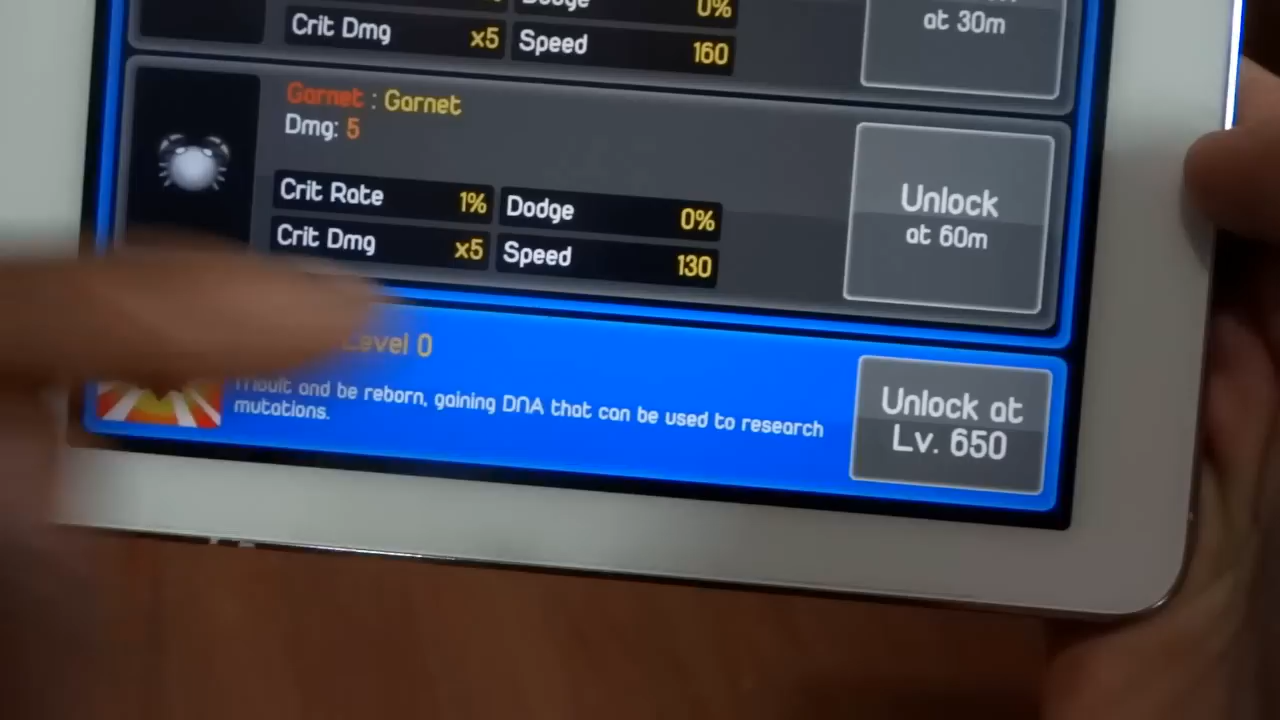 Crit Dmg x5 Speed 160
0%
at 30m
Garnet : Garnet
Dmg: 5
Crit Rate 1% Dodge 0%
Crit Dmg x5 Speed 130
Unlock
at 60m
Level 0
and be reborn, gaining DNA that can be used to research
mutations.
Unlock at
Lv. 650